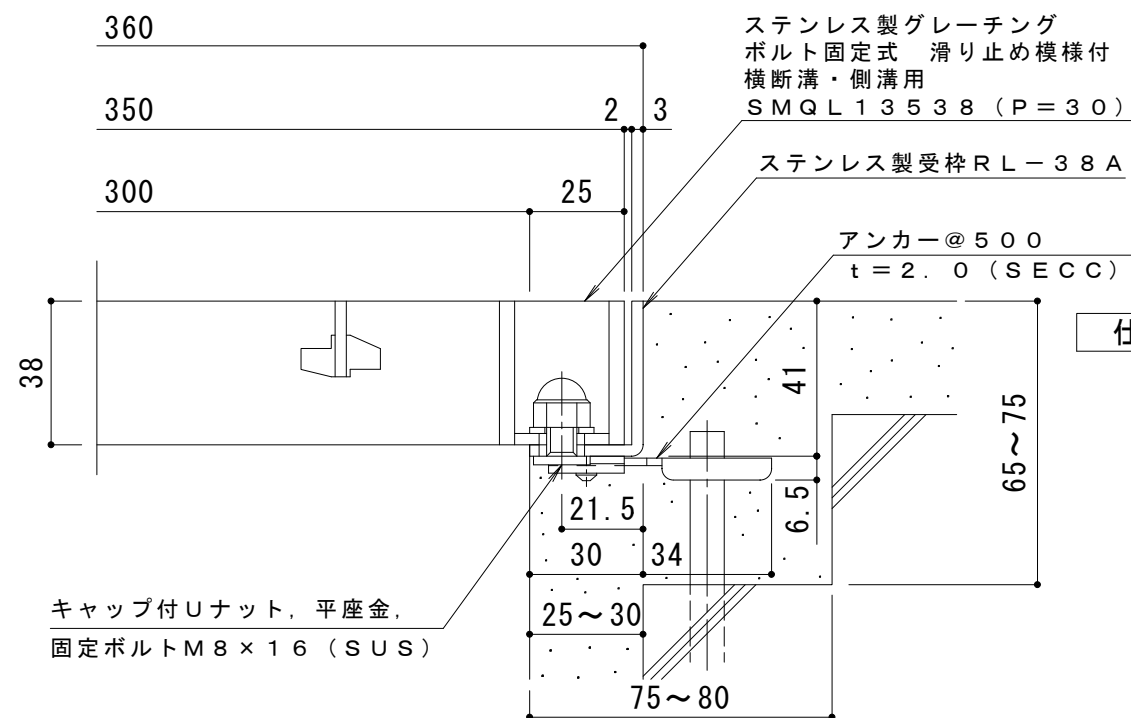 360
ステンレス製グレーチング
ボルト固定式　滑り止め模様付
横断溝・側溝用
ＳＭＱＬ１３５３８（Ｐ＝３０）
350
2
3
ステンレス製受枠ＲＬ－３８Ａ
300
25
アンカー＠５００
ｔ＝２．０（ＳＥＣＣ）
仕
38
41
65～75
6.5
21.5
30
34
キャップ付Ｕナット，平座金，
固定ボルトＭ８×１６（ＳＵＳ）
25～30
75～80